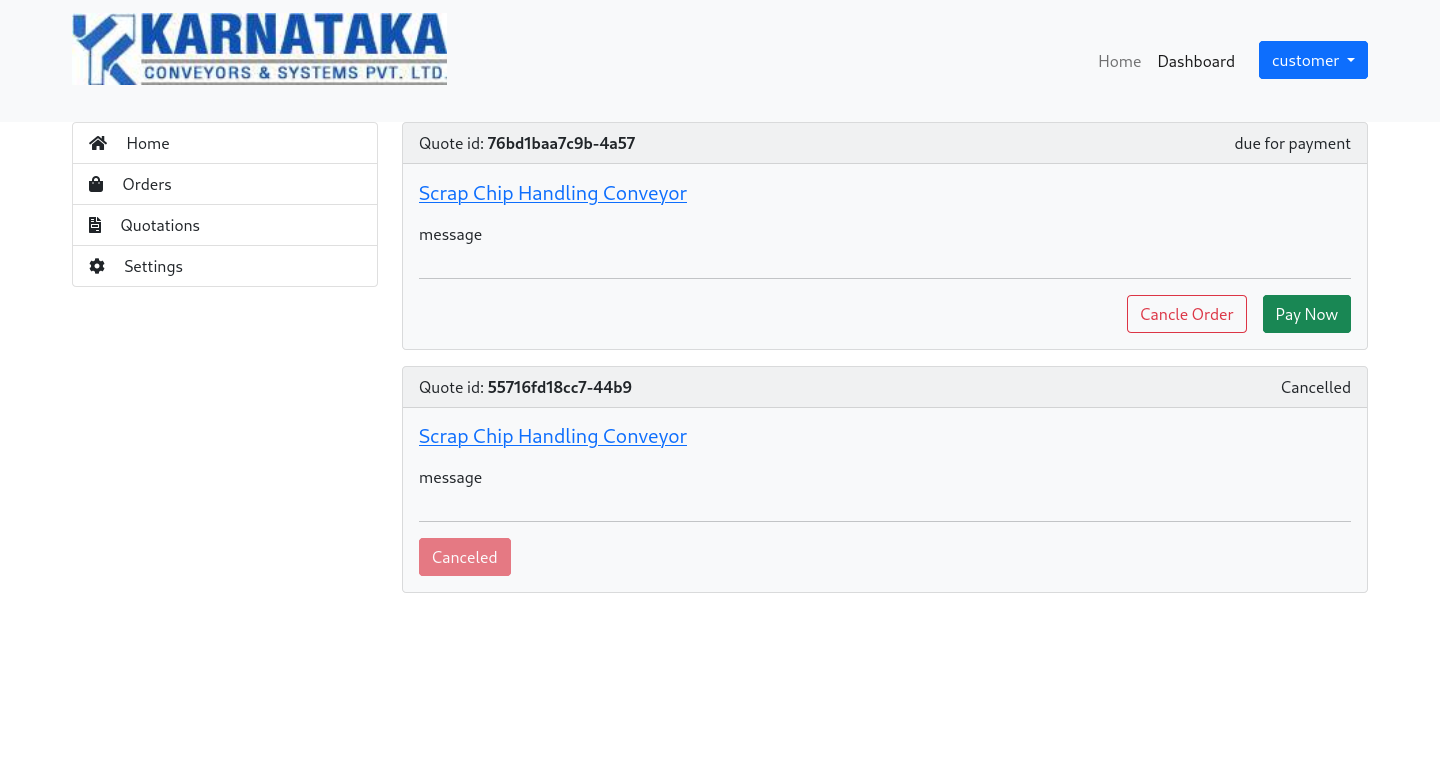 KARNATAKA
CONVEYORS & SYSTEMS PVT. LTD.
Home Dashboard customer
Home
Orders
Quotations
Settings
Quote id: 76bd1baa7c9b-4a57 due for payment
Scrap Chip Handling Conveyor
message
Cancle Order Pay Now
Quote id: 55716fd18cc7-44b9 Cancelled
Scrap Chip Handling Conveyor
message
Canceled